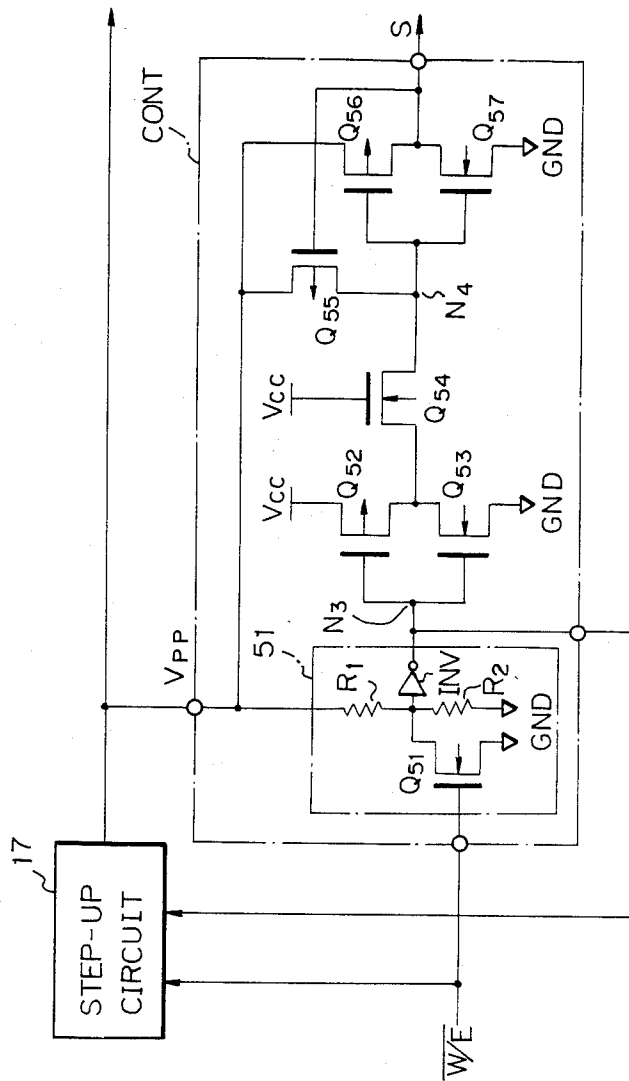 17
STEP-UP
CIRCUIT
W/E
VPP
51
R1
INV
R2
Q51
GND
N3
VCC
Q52
Q53
GND
VCC
Q54
Q55
N4
CONT
Q56
Q57
GND
S